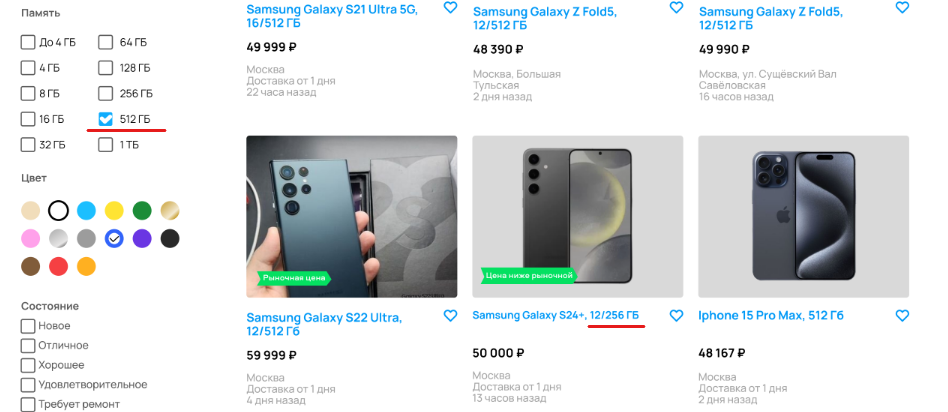 Память
До 4 ГБ
64 ГБ
4 ГБ
128 ГБ
8 ГБ
256 ГБ
16 ГБ
512 ГБ
32 ГБ
1 ТБ
Цвет
Состояние
Новое
Отличное
Хорошее
Удовлетворительное
Требует ремонт
Samsung Galaxy S21 Ultra 5G,
16/512 ГБ
49 999 ₽
Москва
Доставка от 1 дня
22 часа назад
Samsung Galaxy Z Fold5,
12/512 ГБ
48 390 ₽
Москва, Большая
Тульская
2 дня назад
Samsung Galaxy Z Fold5,
12/512 ГБ
49 990 ₽
Москва, ул. Сущёвский Вал
Савёловская
16 часов назад
Рыночная цена
Samsung Galaxy S22 Ultra,
12/512 Гб
59 999 ₽
Москва
Доставка от 1 дня
4 дня назад
Цена ниже рыночной
Samsung Galaxy S24+, 12/256 ГБ
50 000 ₽
Москва
Доставка от 1 дня
13 часов назад
Iphone 15 Pro Max, 512 Гб
48 167 ₽
Москва
Доставка от 1 дня
2 дня назад